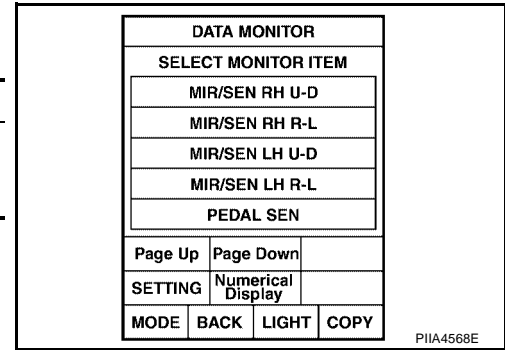 DATA MONITOR
SELECT MONITOR ITEM
MIR/SEN RH U-D
MIR/SEN RH R-L
MIR/SEN LH U-D
MIR/SEN LH R-L
PEDAL SEN
Page Up Page Down
SETTING Numerical
Display
MODE BACK LIGHT COPY
PIIA4568E